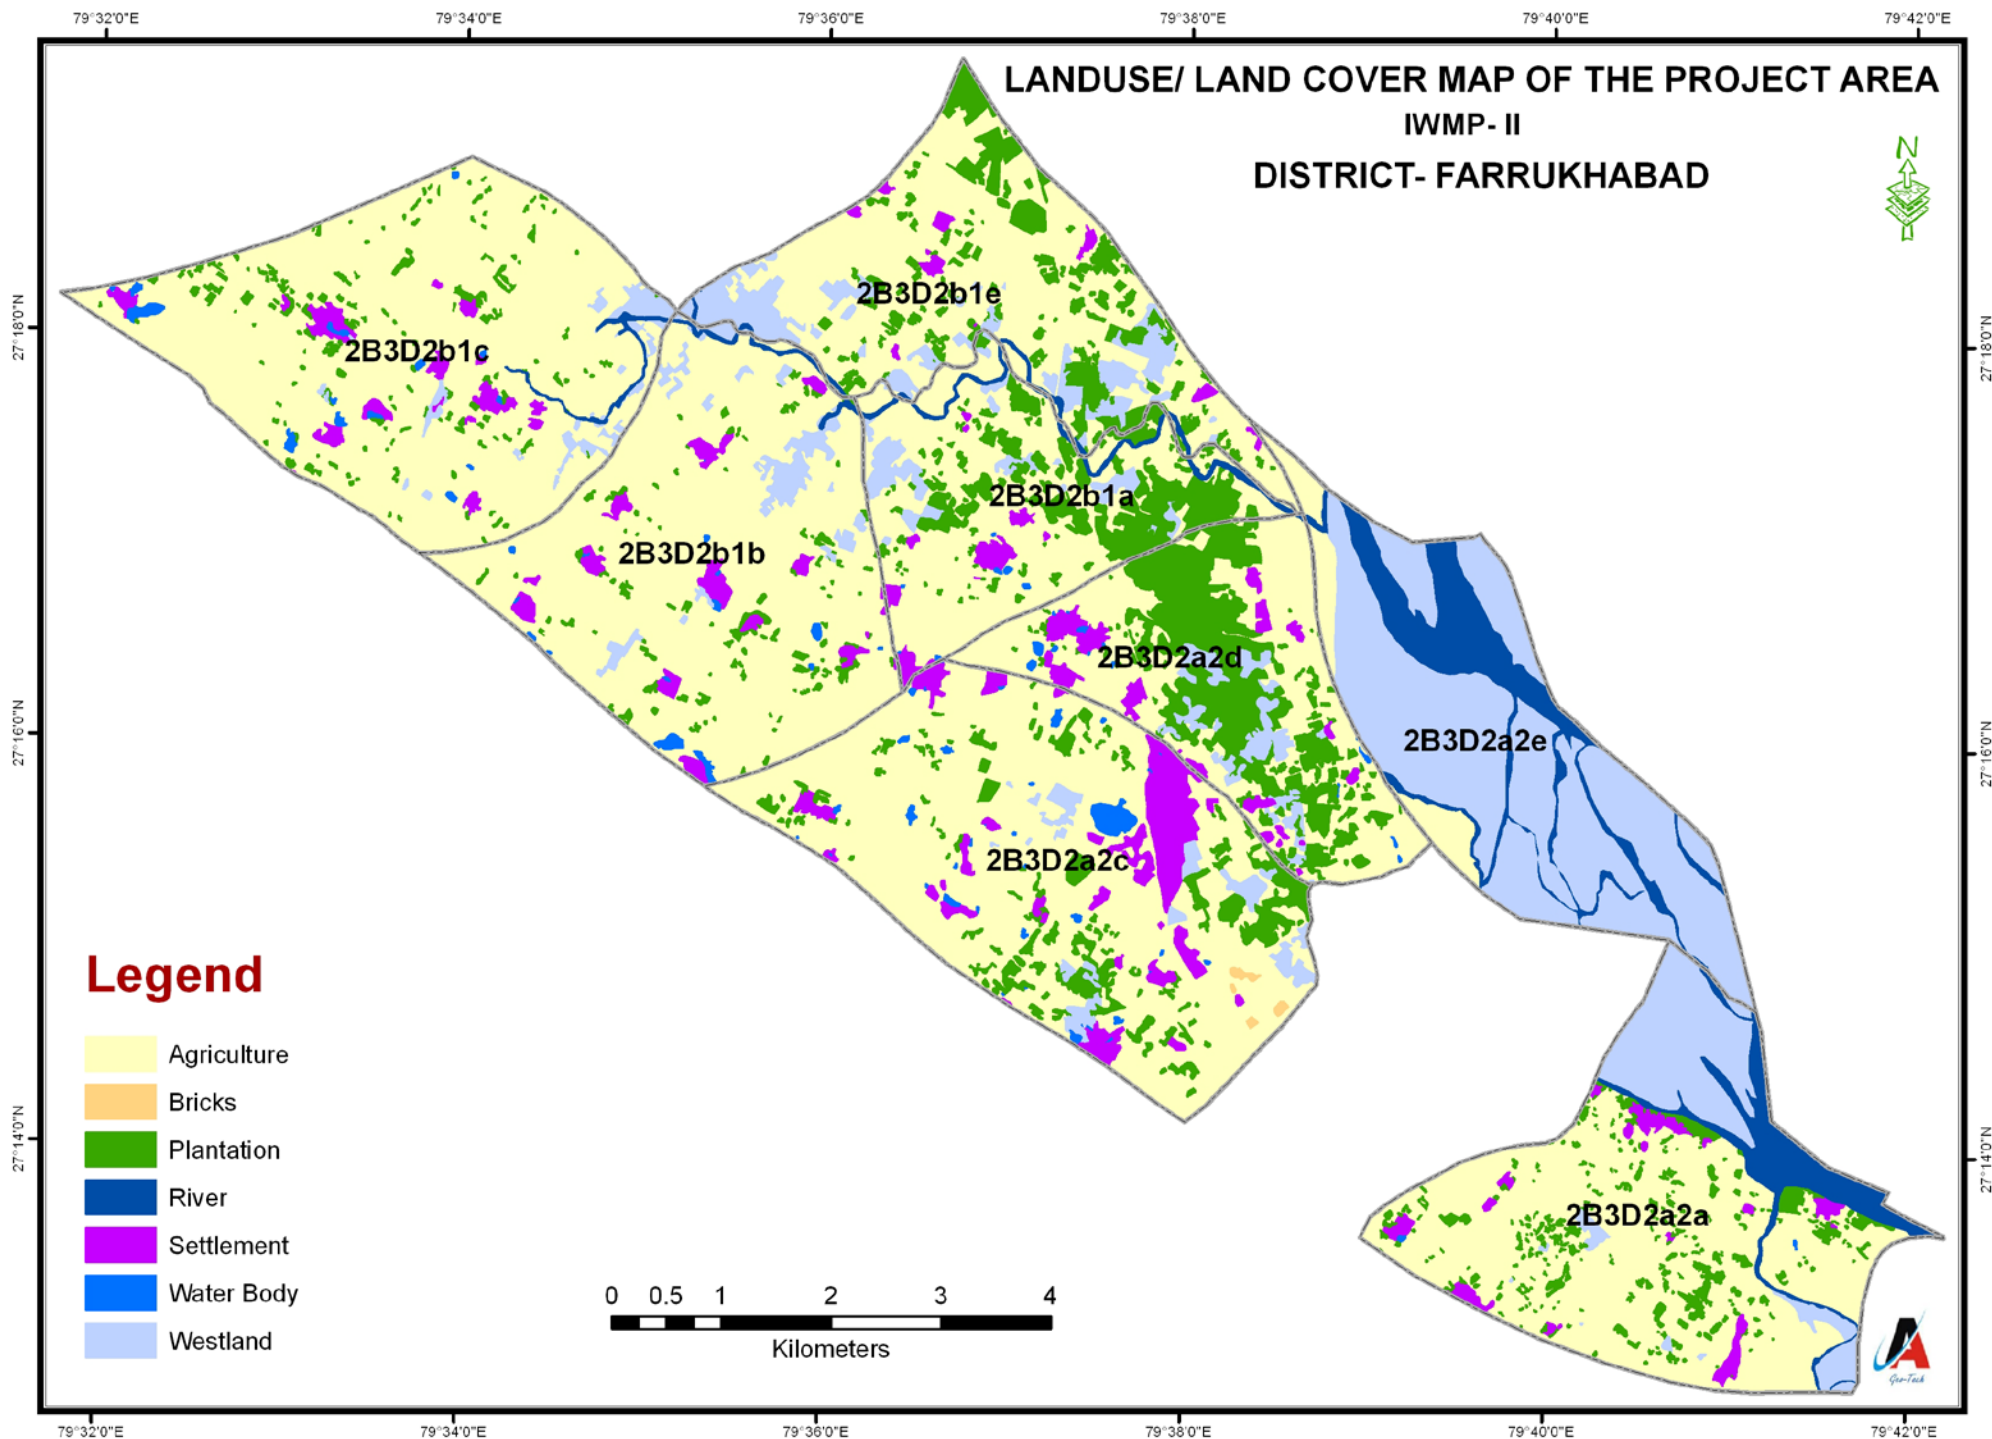 79°32'0"E 79°34'0"E 79°36'0"E 79°38'0"E 79°40'0"E 79°42'0"E
LANDUSE/ LAND COVER MAP OF THE PROJECT AREA
IWMP- II
DISTRICT- FARRUKHABAD
N
27°18'0"N
27°18'0"N
2B3D2b1e
2B3D2b1c
2B3D2b1a
2B3D2b1b
2B3D2a2d
27°16'0"N
27°16'0"N
2B3D2a2e
2B3D2a2c
Legend
Agriculture
Bricks
Plantation
River
Settlement
Water Body
Westland
27°14'0"N
27°14'0"N
2B3D2a2a
0 0.5 1 2 3 4
Kilometers
A
Geo-Tech
79°32'0"E 79°34'0"E 79°36'0"E 79°38'0"E 79°40'0"E 79°42'0"E